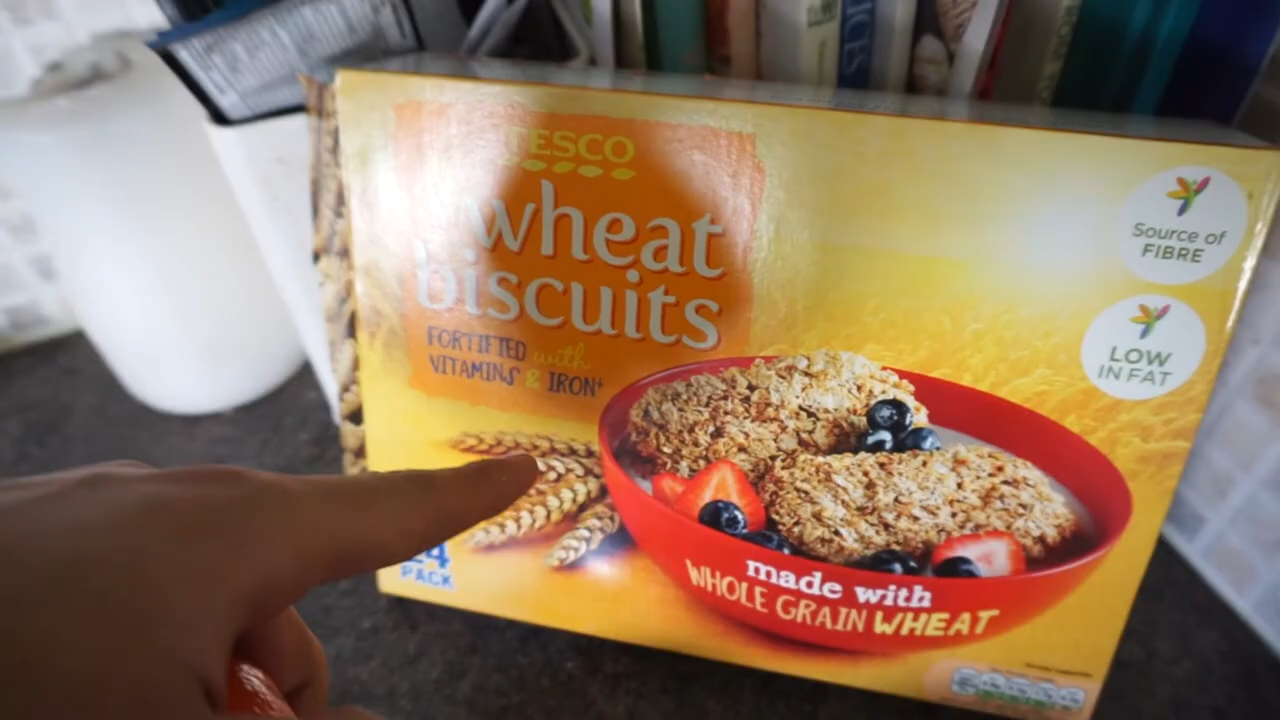 TESCO
wheat
biscuits
FORTIFIED with
VITAMINS & IRON+
Source of
FIBRE
LOW
IN FAT
24
PACK
made with
WHOLE GRAIN WHEAT